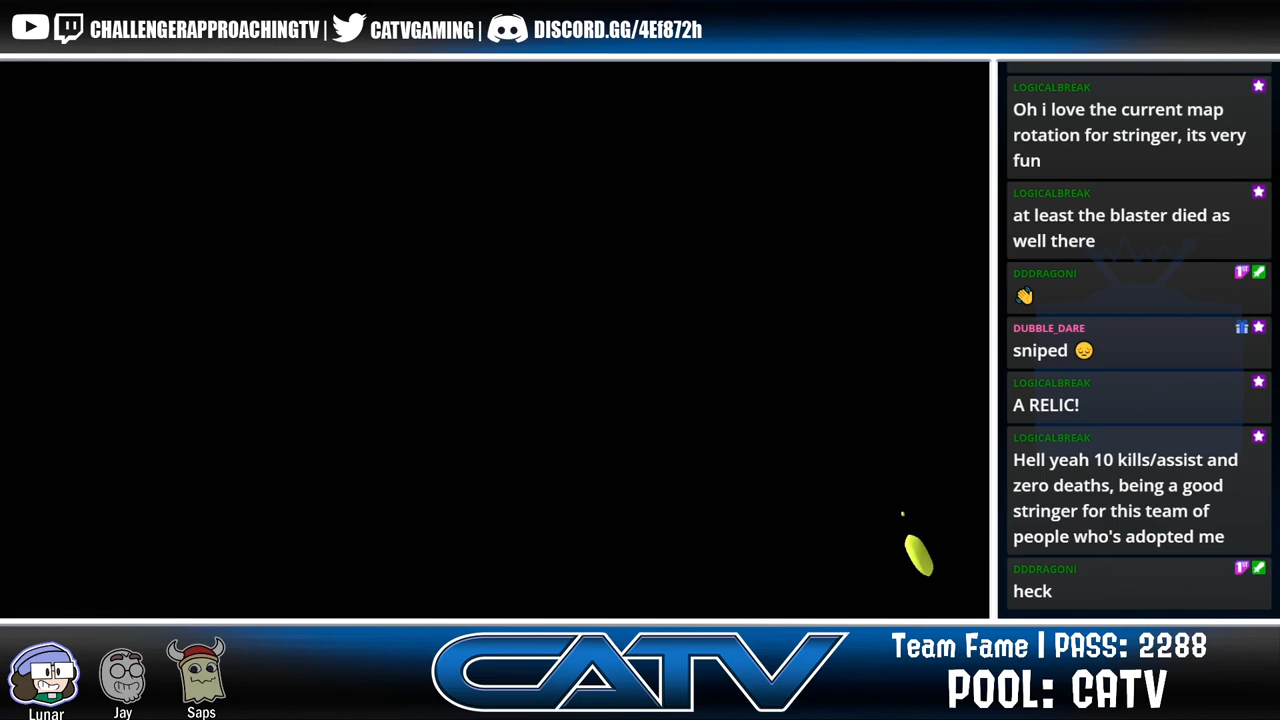 CHALLENGERAPPROACHINGTV | CATVGAMING | DISCORD.GG/4Ef872h
LOGICALBREAK
Oh i love the current map
rotation for stringer, its very
fun
LOGICALBREAK
at least the blaster died as
well there
DDDRAGONI
👏
DUBBLE_DARE
sniped 😔
LOGICALBREAK
A RELIC!
LOGICALBREAK
Hell yeah 10 kills/assist and
zero deaths, being a good
stringer for this team of
people who's adopted me
DDDRAGONI
heck
Lunar
Jay
Saps
CATV
Team Fame | PASS: 2288
POOL: CATV